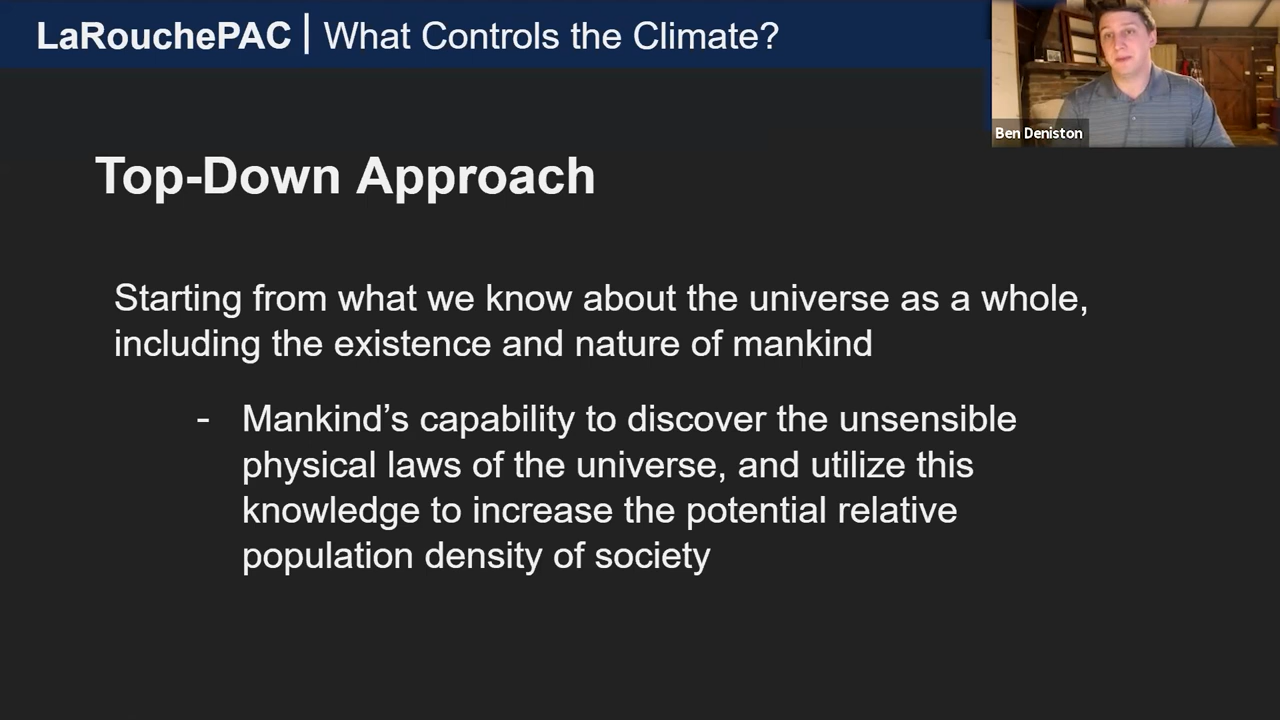 LaRouchePAC | What Controls the Climate?
Ben Deniston
Top-Down Approach
Starting from what we know about the universe as a whole,
including the existence and nature of mankind
- Mankind’s capability to discover the unsensible
physical laws of the universe, and utilize this
knowledge to increase the potential relative
population density of society